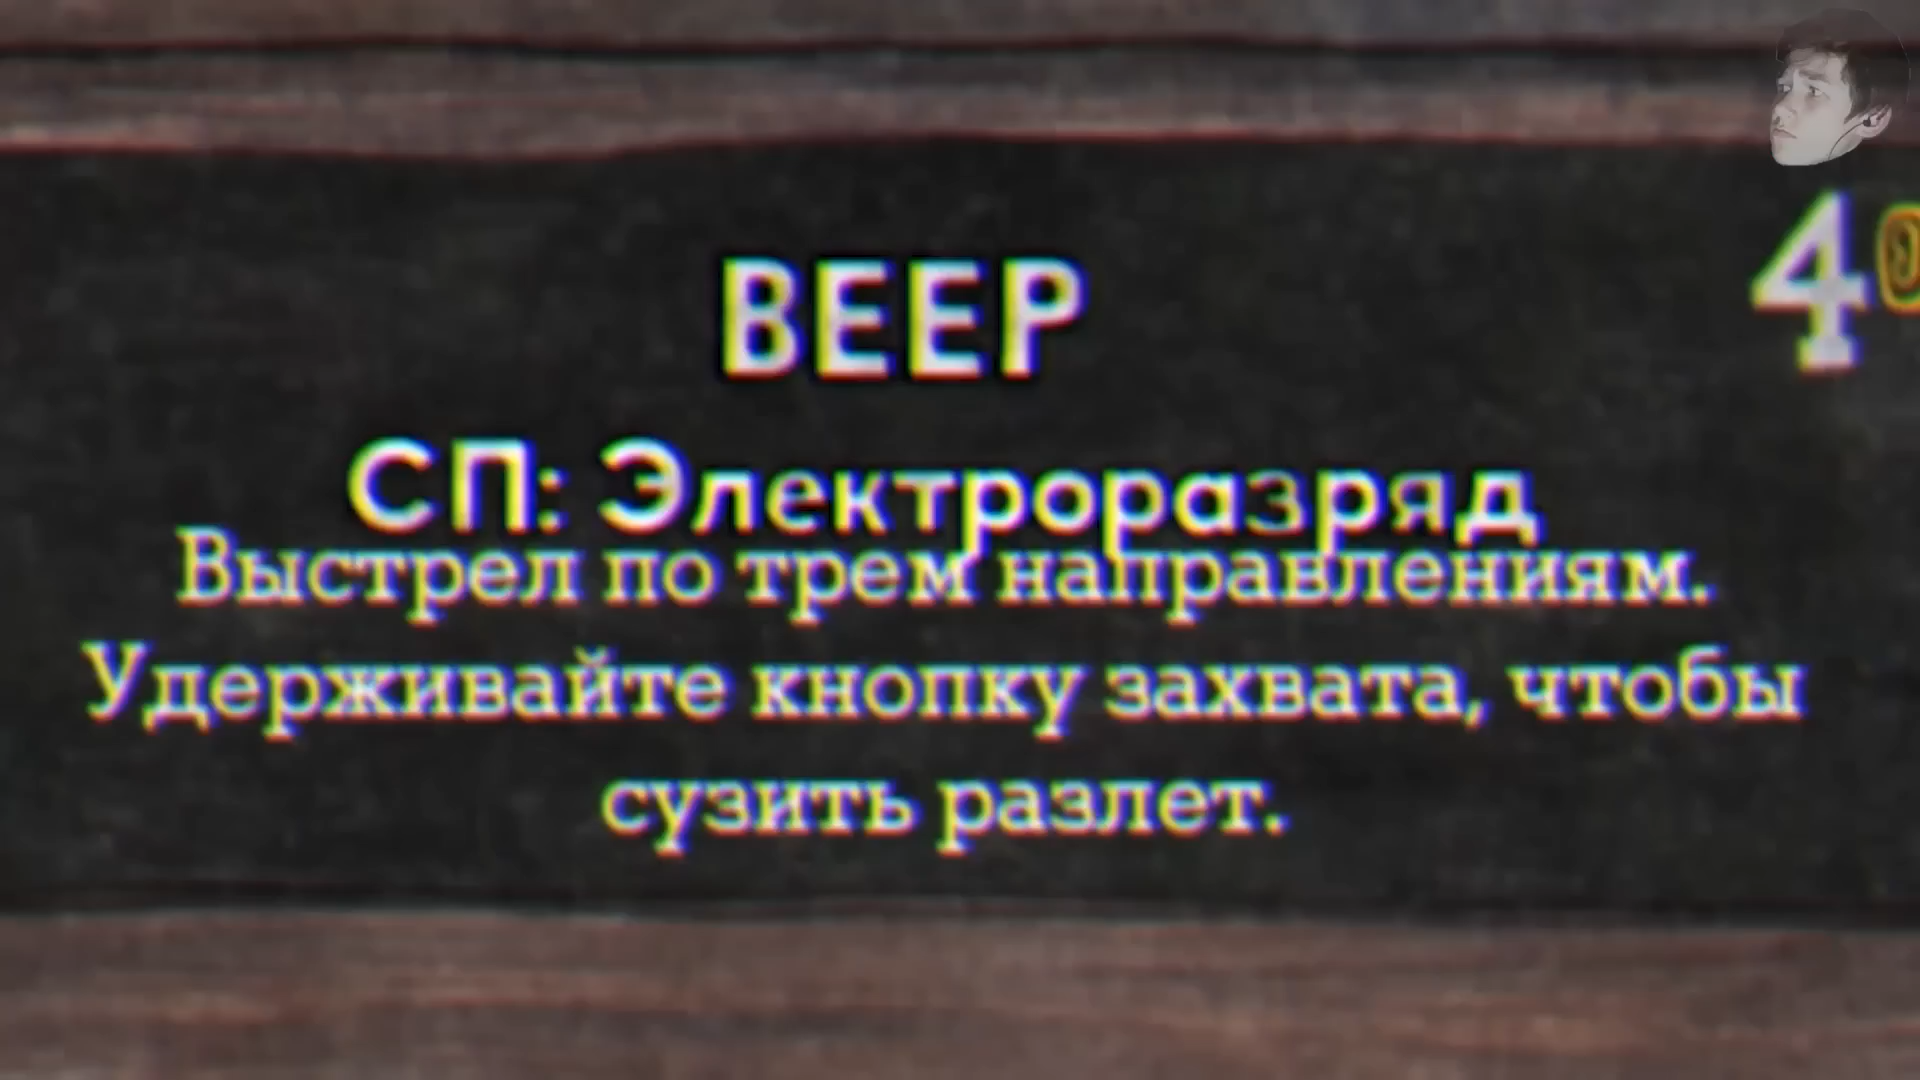 ВЕЕР
4
СП: Электроразряд
Выстрел по трем направлениям.
Удерживайте кнопку захвата, чтобы
сузить разлет.